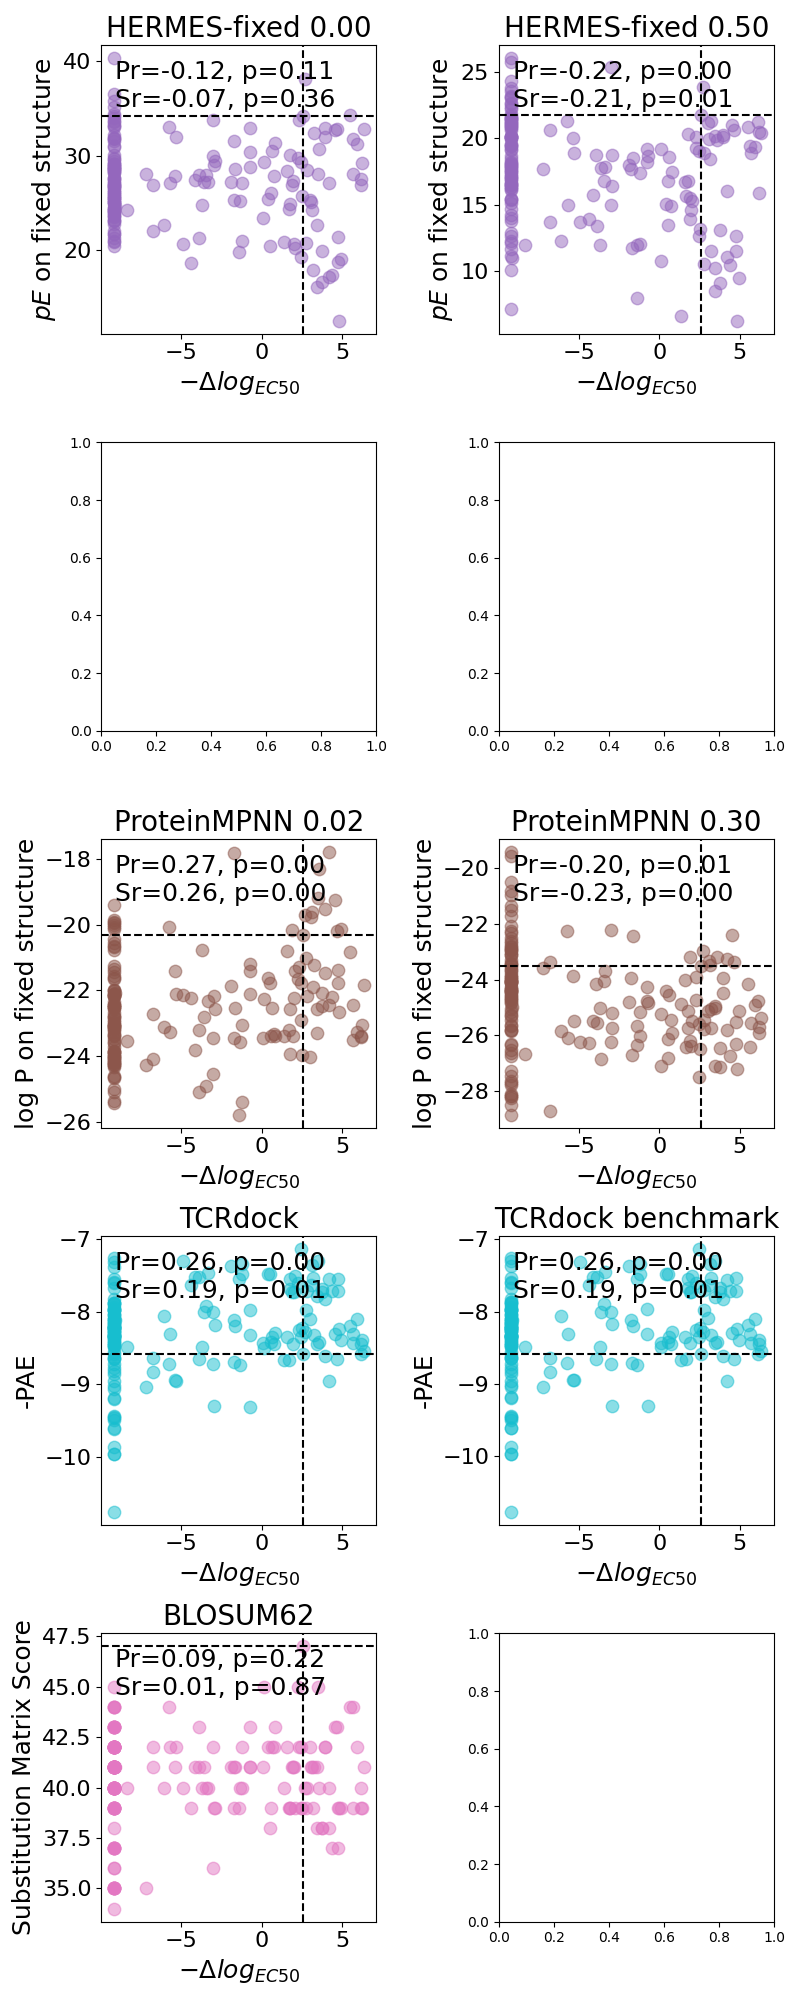 HERMES-fixed 0.00
HERMES-fixed 0.50
40
30
20
pE on fixed structure
Pr=-0.12, p=0.11
Sr=-0.07, p=0.36
−5 0 5
−Δlog_EC50
25
20
15
10
pE on fixed structure
Pr=-0.22, p=0.00
Sr=-0.21, p=0.01
−5 0 5
−Δlog_EC50
1.0
0.8
0.6
0.4
0.2
0.0
0.0 0.2 0.4 0.6 0.8 1.0
1.0
0.8
0.6
0.4
0.2
0.0
0.0 0.2 0.4 0.6 0.8 1.0
ProteinMPNN 0.02
ProteinMPNN 0.30
−18
−20
−22
−24
−26
log P on fixed structure
Pr=0.27, p=0.00
Sr=0.26, p=0.00
−5 0 5
−Δlog_EC50
−20
−22
−24
−26
−28
log P on fixed structure
Pr=-0.20, p=0.01
Sr=-0.23, p=0.00
−5 0 5
−Δlog_EC50
TCRdock
TCRdock benchmark
−7
−8
−9
−10
-PAE
Pr=0.26, p=0.00
Sr=0.19, p=0.01
−5 0 5
−Δlog_EC50
−7
−8
−9
−10
-PAE
Pr=0.26, p=0.00
Sr=0.19, p=0.01
−5 0 5
−Δlog_EC50
BLOSUM62
47.5
45.0
42.5
40.0
37.5
35.0
Substitution Matrix Score
Pr=0.09, p=0.22
Sr=0.01, p=0.87
−5 0 5
−Δlog_EC50
1.0
0.8
0.6
0.4
0.2
0.0
0.0 0.2 0.4 0.6 0.8 1.0